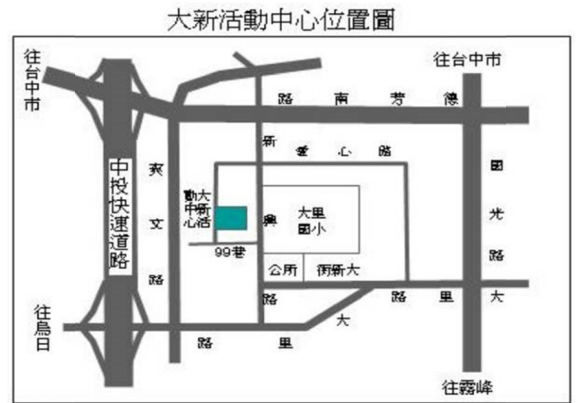 大新活動中心位置圖
往台中市
往台中市
德芳南路
愛心路
新興路
國光路
中投快速道路
爽文路
大新活動中心
大里國小
99巷
公所
大新街
大里路
大里路
往烏日
往霧峰